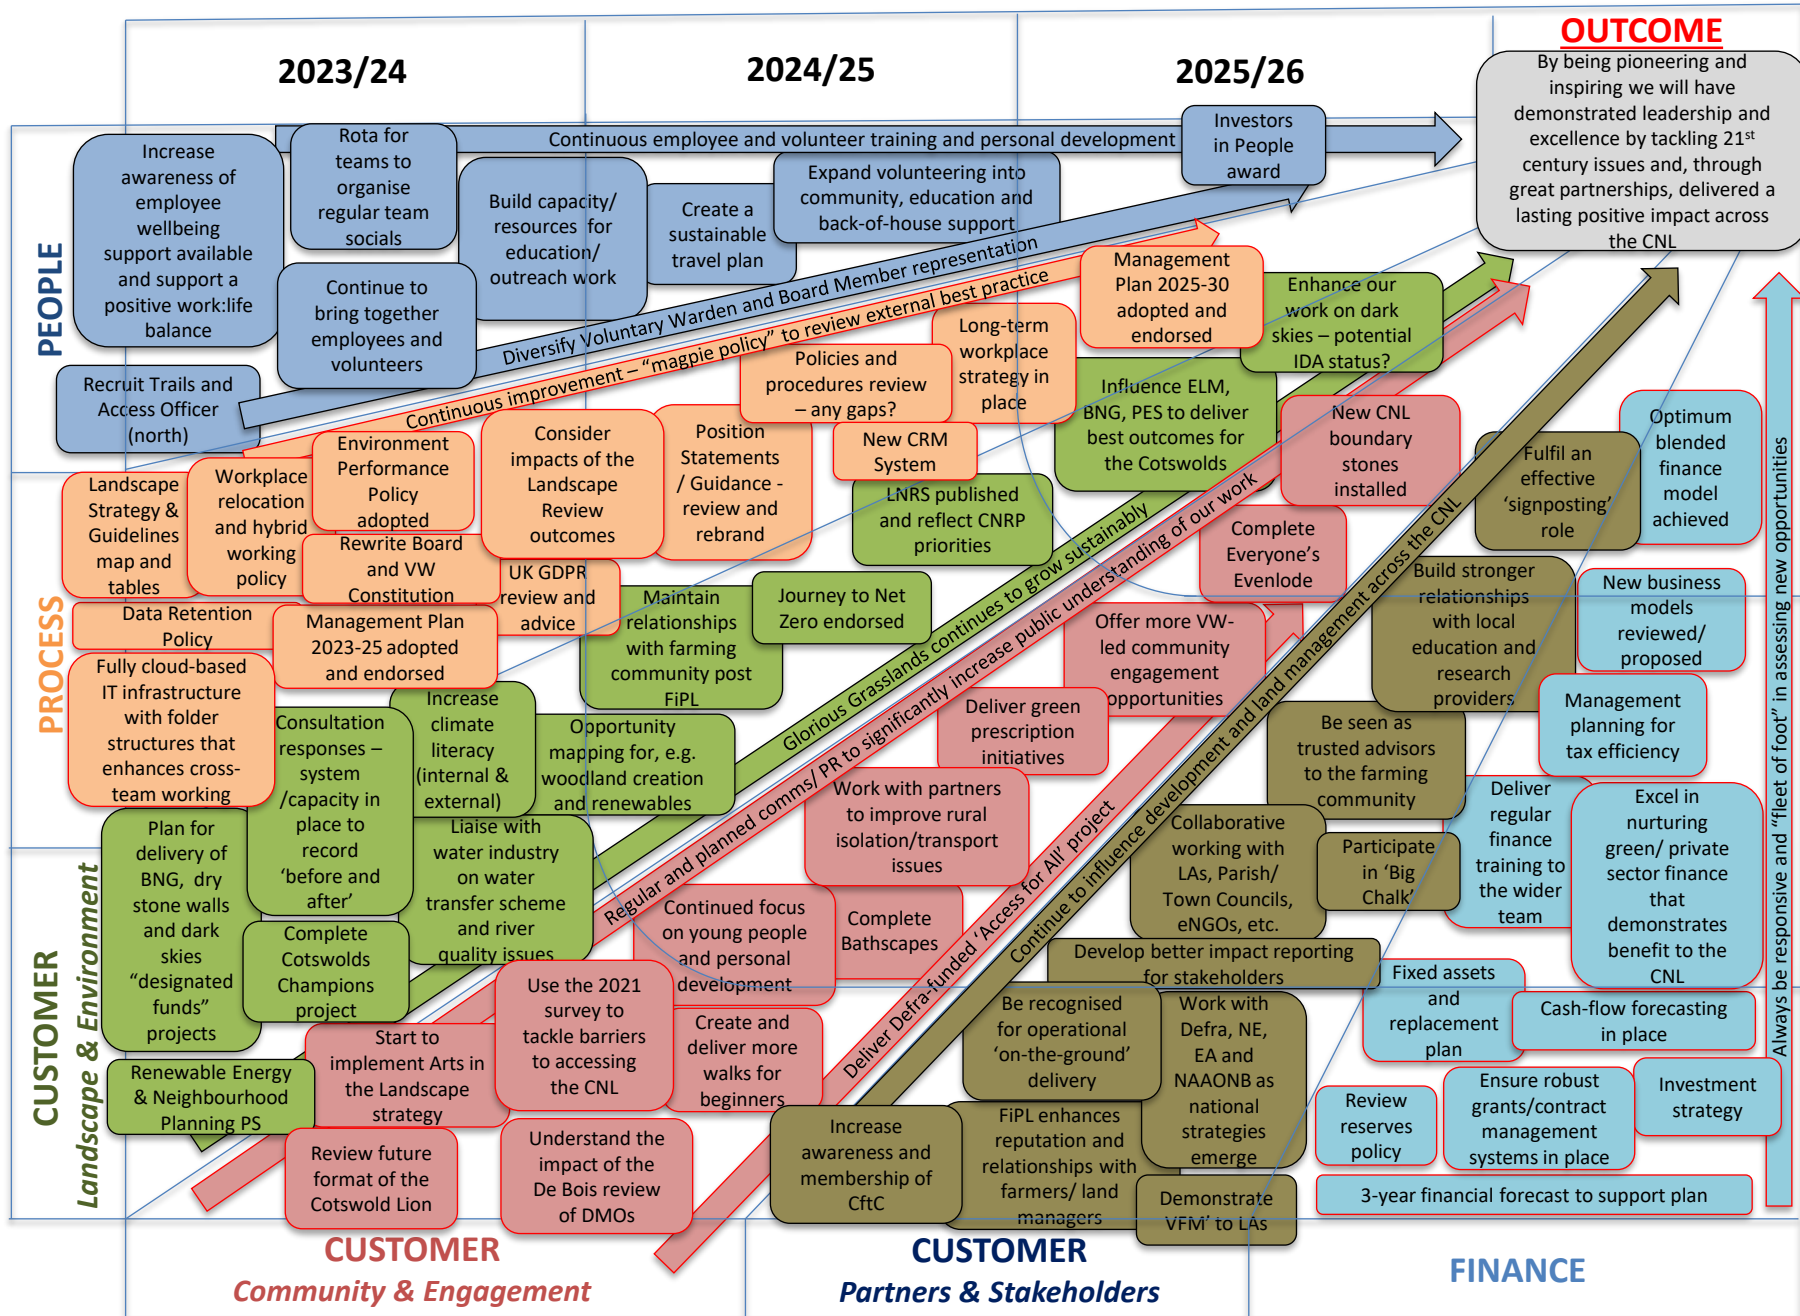 OUTCOME
2023/24
2024/25
2025/26
By being pioneering and
inspiring we will have
demonstrated leadership and
excellence by tackling 21st
century issues and, through
great partnerships, delivered a
lasting positive impact across
the CNL
PEOPLE
Continuous employee and volunteer training and personal development
Investors
in People
award
Increase
awareness of
employee
wellbeing
support available
and support a
positive work:life
balance
Rota for
teams to
organise
regular team
socials
Build capacity/
resources for
education/
outreach work
Create a
sustainable
travel plan
Expand volunteering into
community, education and
back-of-house support
Continue to
bring together
employees and
volunteers
Recruit Trails and
Access Officer
(north)
Diversify Voluntary Warden and Board Member representation
Continuous improvement – “magpie policy” to review external best practice
PROCESS
Management
Plan 2025-30
adopted and
endorsed
Long-term
workplace
strategy in
place
Policies and
procedures review
– any gaps?
New CRM
System
Position
Statements
/ Guidance -
review and
rebrand
Consider
impacts of the
Landscape
Review
outcomes
Environment
Performance
Policy
adopted
Workplace
relocation
and hybrid
working
policy
Landscape
Strategy &
Guidelines
map and
tables
Rewrite Board
and VW
Constitution
UK GDPR
review and
advice
Data Retention
Policy
Management Plan
2023-25 adopted
and endorsed
Fully cloud-based
IT infrastructure
with folder
structures that
enhances cross-
team working
Enhance our
work on dark
skies – potential
IDA status?
Influence ELM,
BNG, PES to deliver
best outcomes for
the Cotswolds
LNRS published
and reflect CNRP
priorities
Journey to Net
Zero endorsed
Maintain
relationships
with farming
community post
FiPL
Increase
climate
literacy
(internal &
external)
Opportunity
mapping for, e.g.
woodland creation
and renewables
Consultation
responses –
system
/capacity in
place to
record
‘before and
after’
Liaise with
water industry
on water
transfer scheme
and river
quality issues
Plan for
delivery of
BNG, dry
stone walls
and dark
skies
“designated
funds”
projects
Complete
Cotswolds
Champions
project
Renewable Energy
& Neighbourhood
Planning PS
Glorious Grasslands continues to grow sustainably
CUSTOMER
Landscape & Environment
Regular and planned comms/ PR to significantly increase public understanding of our work
New CNL
boundary
stones
installed
Complete
Everyone’s
Evenlode
Offer more VW-
led community
engagement
opportunities
Deliver green
prescription
initiatives
Work with partners
to improve rural
isolation/transport
issues
Continued focus
on young people
and personal
development
Complete
Bathscapes
Use the 2021
survey to
tackle barriers
to accessing
the CNL
Create and
deliver more
walks for
beginners
Start to
implement Arts in
the Landscape
strategy
Review future
format of the
Cotswold Lion
Understand the
impact of the
De Bois review
of DMOs
Deliver Defra-funded ‘Access for All’ project
Continue to influence development and land management across the CNL
Fulfil an
effective
‘signposting’
role
Build stronger
relationships
with local
education and
research
providers
Be seen as
trusted advisors
to the farming
community
Collaborative
working with
LAs, Parish/
Town Councils,
eNGOs, etc.
Participate
in ‘Big
Chalk’
Develop better impact reporting
for stakeholders
Be recognised
for operational
‘on-the-ground’
delivery
Work with
Defra, NE,
EA and
NAAONB as
national
strategies
emerge
Increase
awareness and
membership of
CftC
FiPL enhances
reputation and
relationships with
farmers/ land
managers
Demonstrate
VFM’ to LAs
Optimum
blended
finance
model
achieved
New business
models
reviewed/
proposed
Management
planning for
tax efficiency
Deliver
regular
finance
training to
the wider
team
Excel in
nurturing
green/ private
sector finance
that
demonstrates
benefit to the
CNL
Fixed assets
and
replacement
plan
Cash-flow forecasting
in place
Review
reserves
policy
Ensure robust
grants/contract
management
systems in place
Investment
strategy
3-year financial forecast to support plan
Always be responsive and “fleet of foot” in assessing new opportunities
CUSTOMER
Community & Engagement
CUSTOMER
Partners & Stakeholders
FINANCE